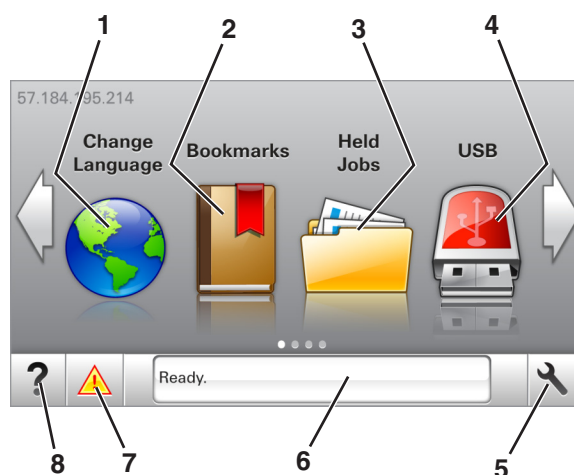 1 2 3 4
57.184.195.214
Change
Language
Bookmarks
Held
Jobs
USB
?
Ready.
8 7 6 5